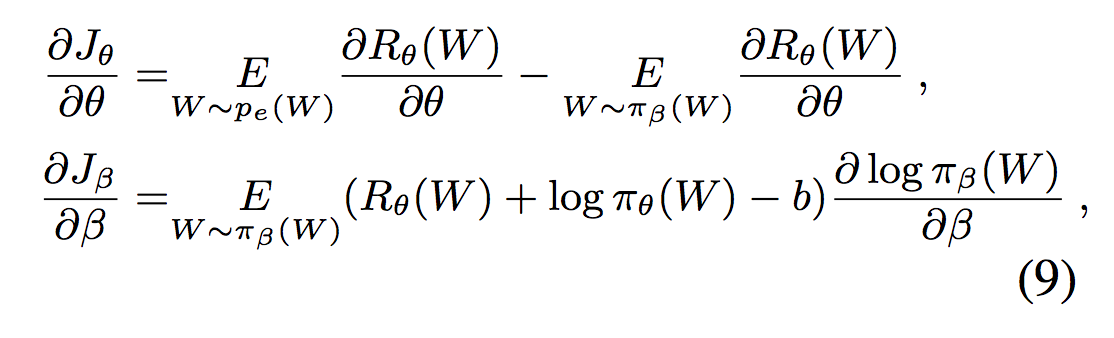 ∂J_θ/∂θ = E_{W∼p_e(W)} ∂R_θ(W)/∂θ − E_{W∼π_β(W)} ∂R_θ(W)/∂θ ,
∂J_β/∂β = E_{W∼π_β(W)} (R_θ(W) + log π_θ(W) − b) ∂ log π_β(W)/∂β ,
(9)